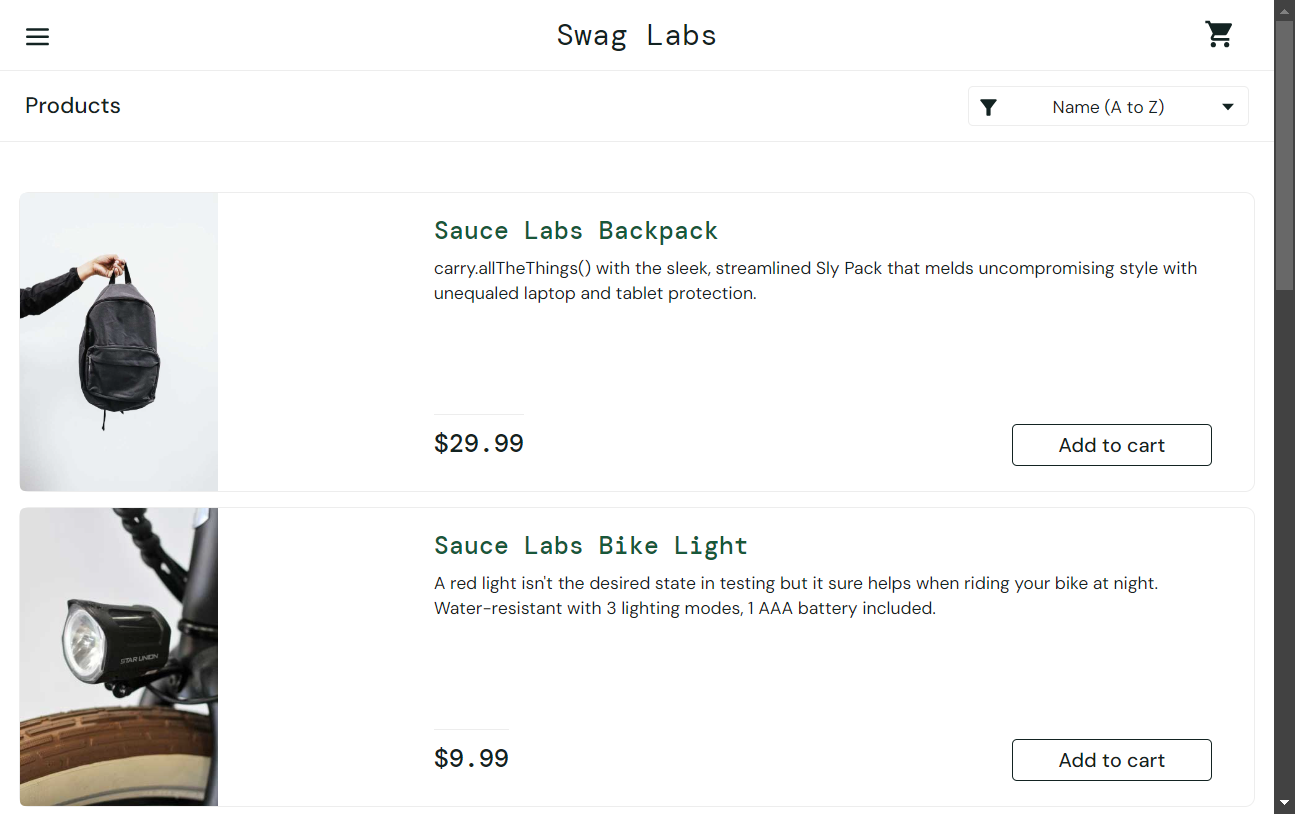 Swag Labs
Products
Name (A to Z)
Sauce Labs Backpack
carry.allTheThings() with the sleek, streamlined Sly Pack that melds uncompromising style with
unequaled laptop and tablet protection.
$29.99
Add to cart
Sauce Labs Bike Light
A red light isn't the desired state in testing but it sure helps when riding your bike at night.
Water-resistant with 3 lighting modes, 1 AAA battery included.
STAR UNION
$9.99
Add to cart